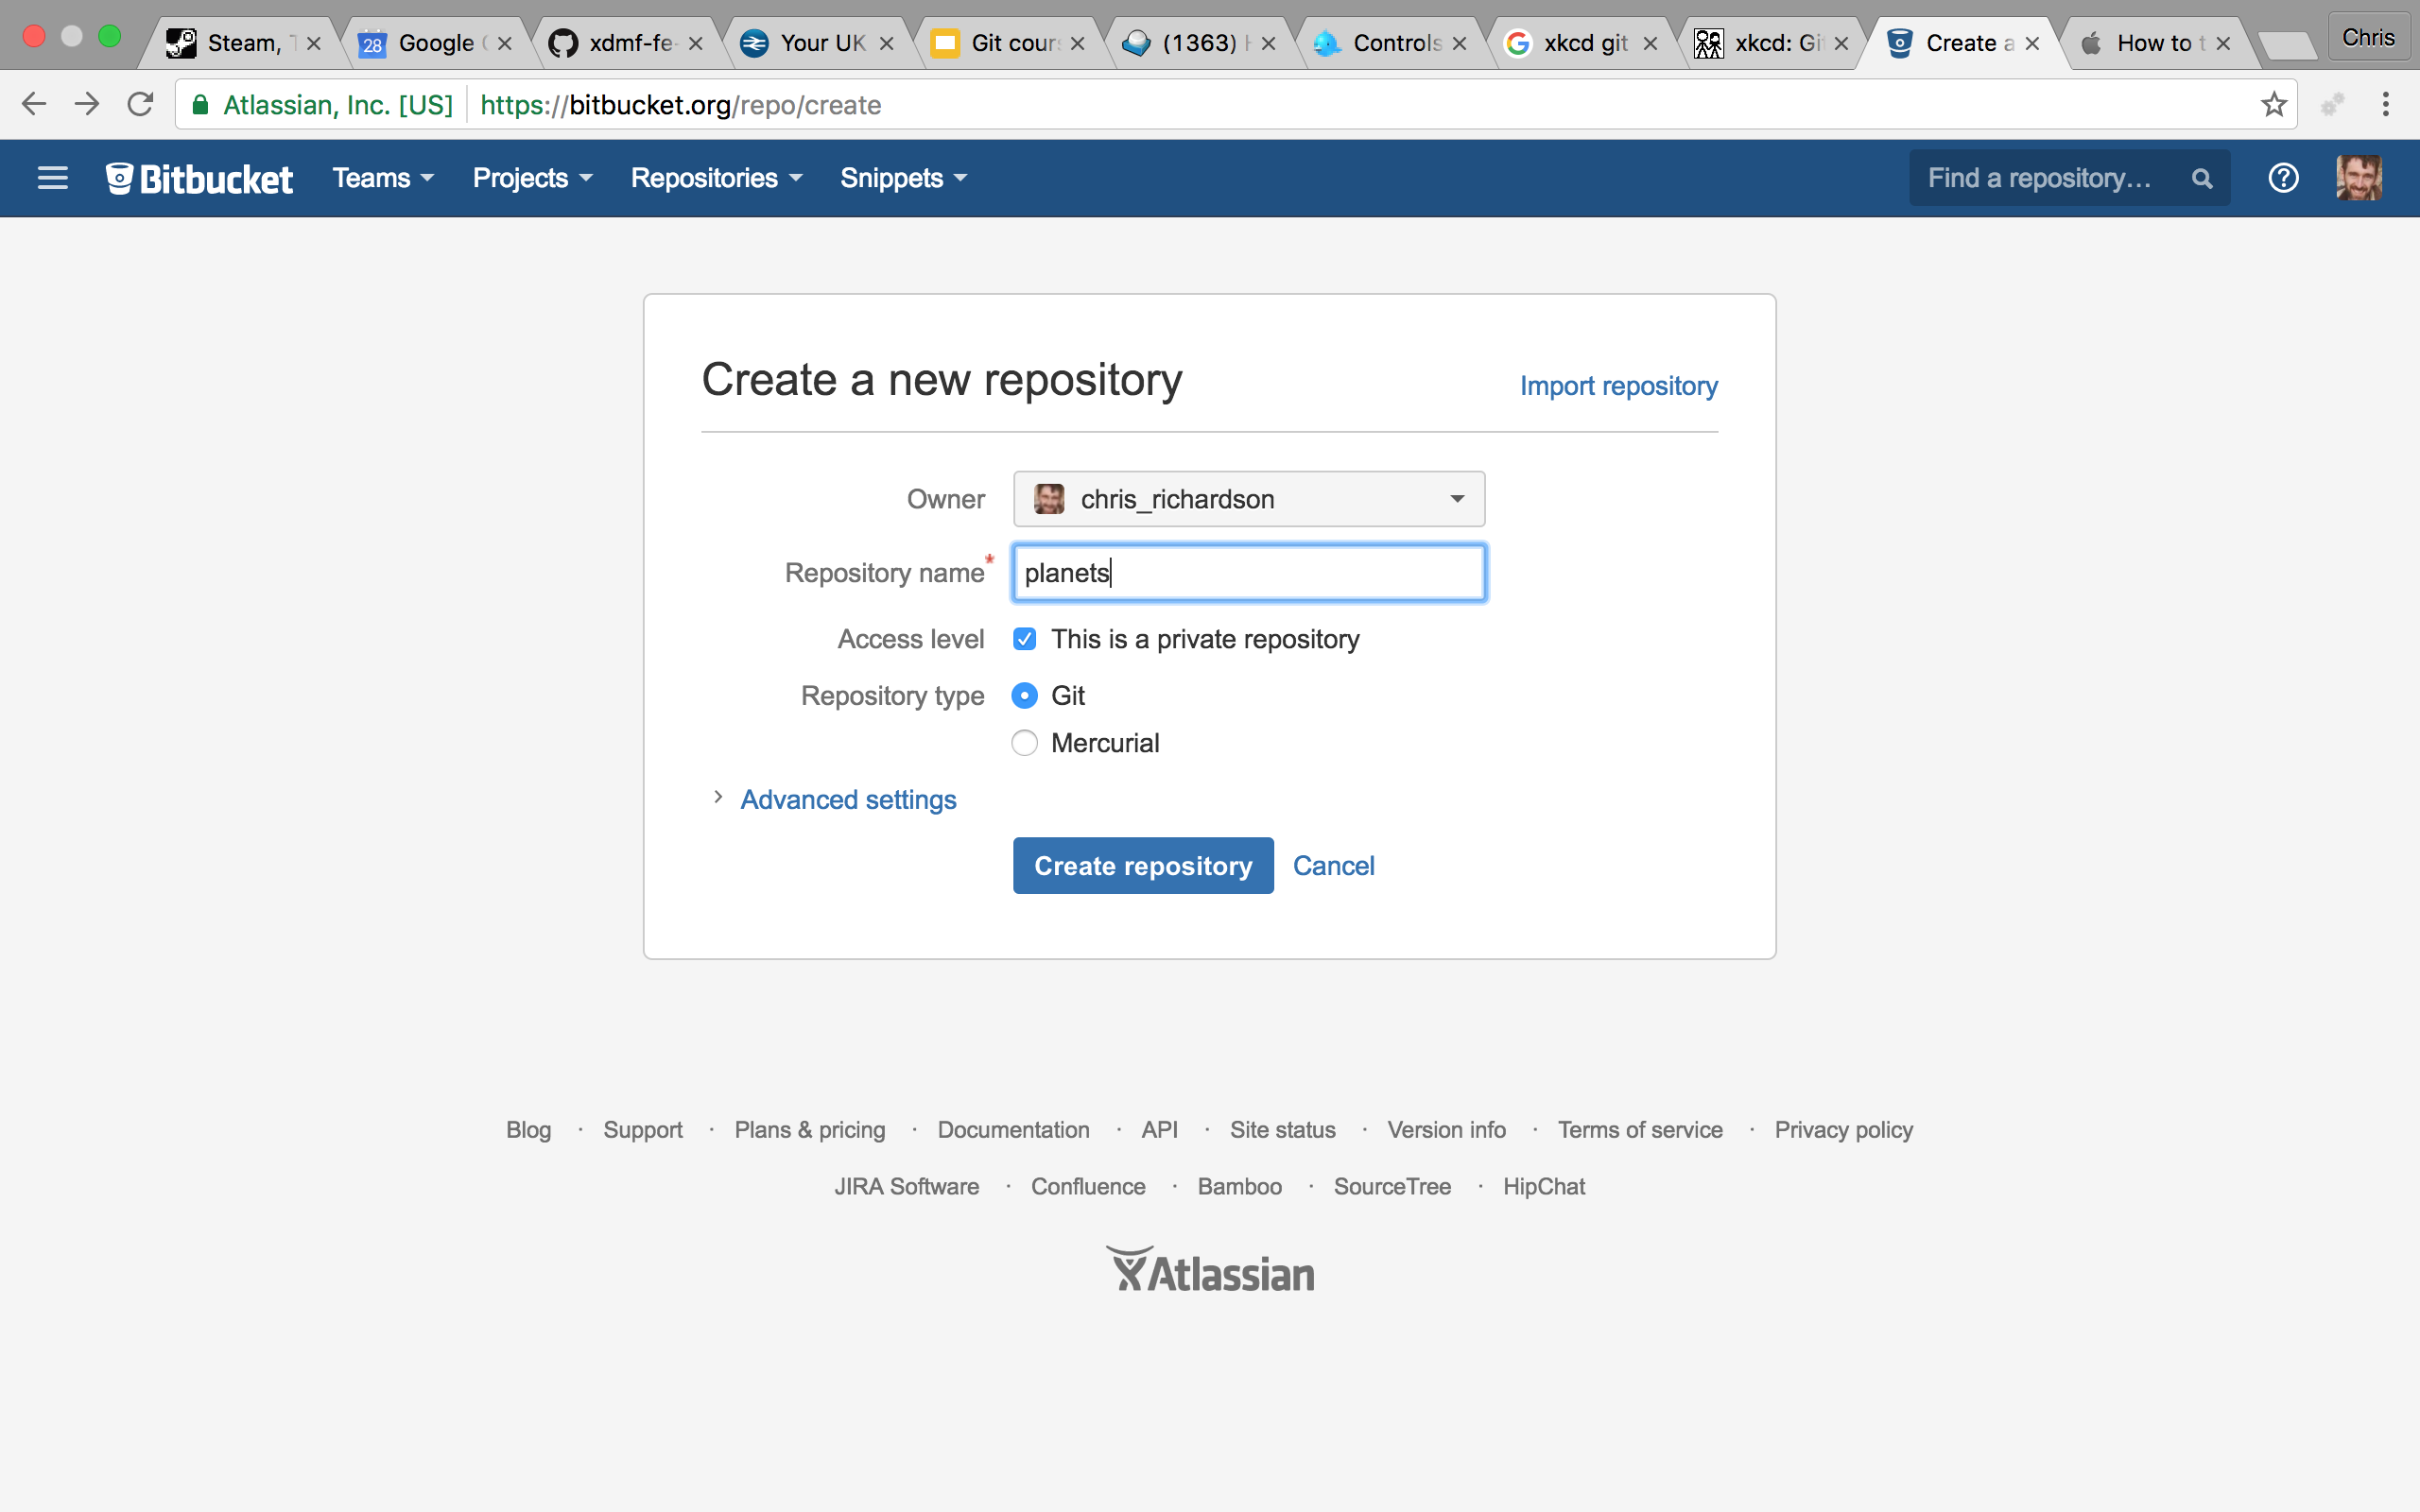 Steam, T Google ( xdmf-fe- Your UK Git cour (1363) Controls xkcd git xkcd: Git Create a How to t Chris
28
Atlassian, Inc. [US] https://bitbucket.org/repo/create
Bitbucket Teams Projects Repositories Snippets Find a repository...
Create a new repository Import repository
Owner chris_richardson
Repository name* planets
Access level This is a private repository
Repository type Git
Mercurial
Advanced settings
Create repository Cancel
Blog · Support · Plans & pricing · Documentation · API · Site status · Version info · Terms of service · Privacy policy
JIRA Software · Confluence · Bamboo · SourceTree · HipChat
Atlassian